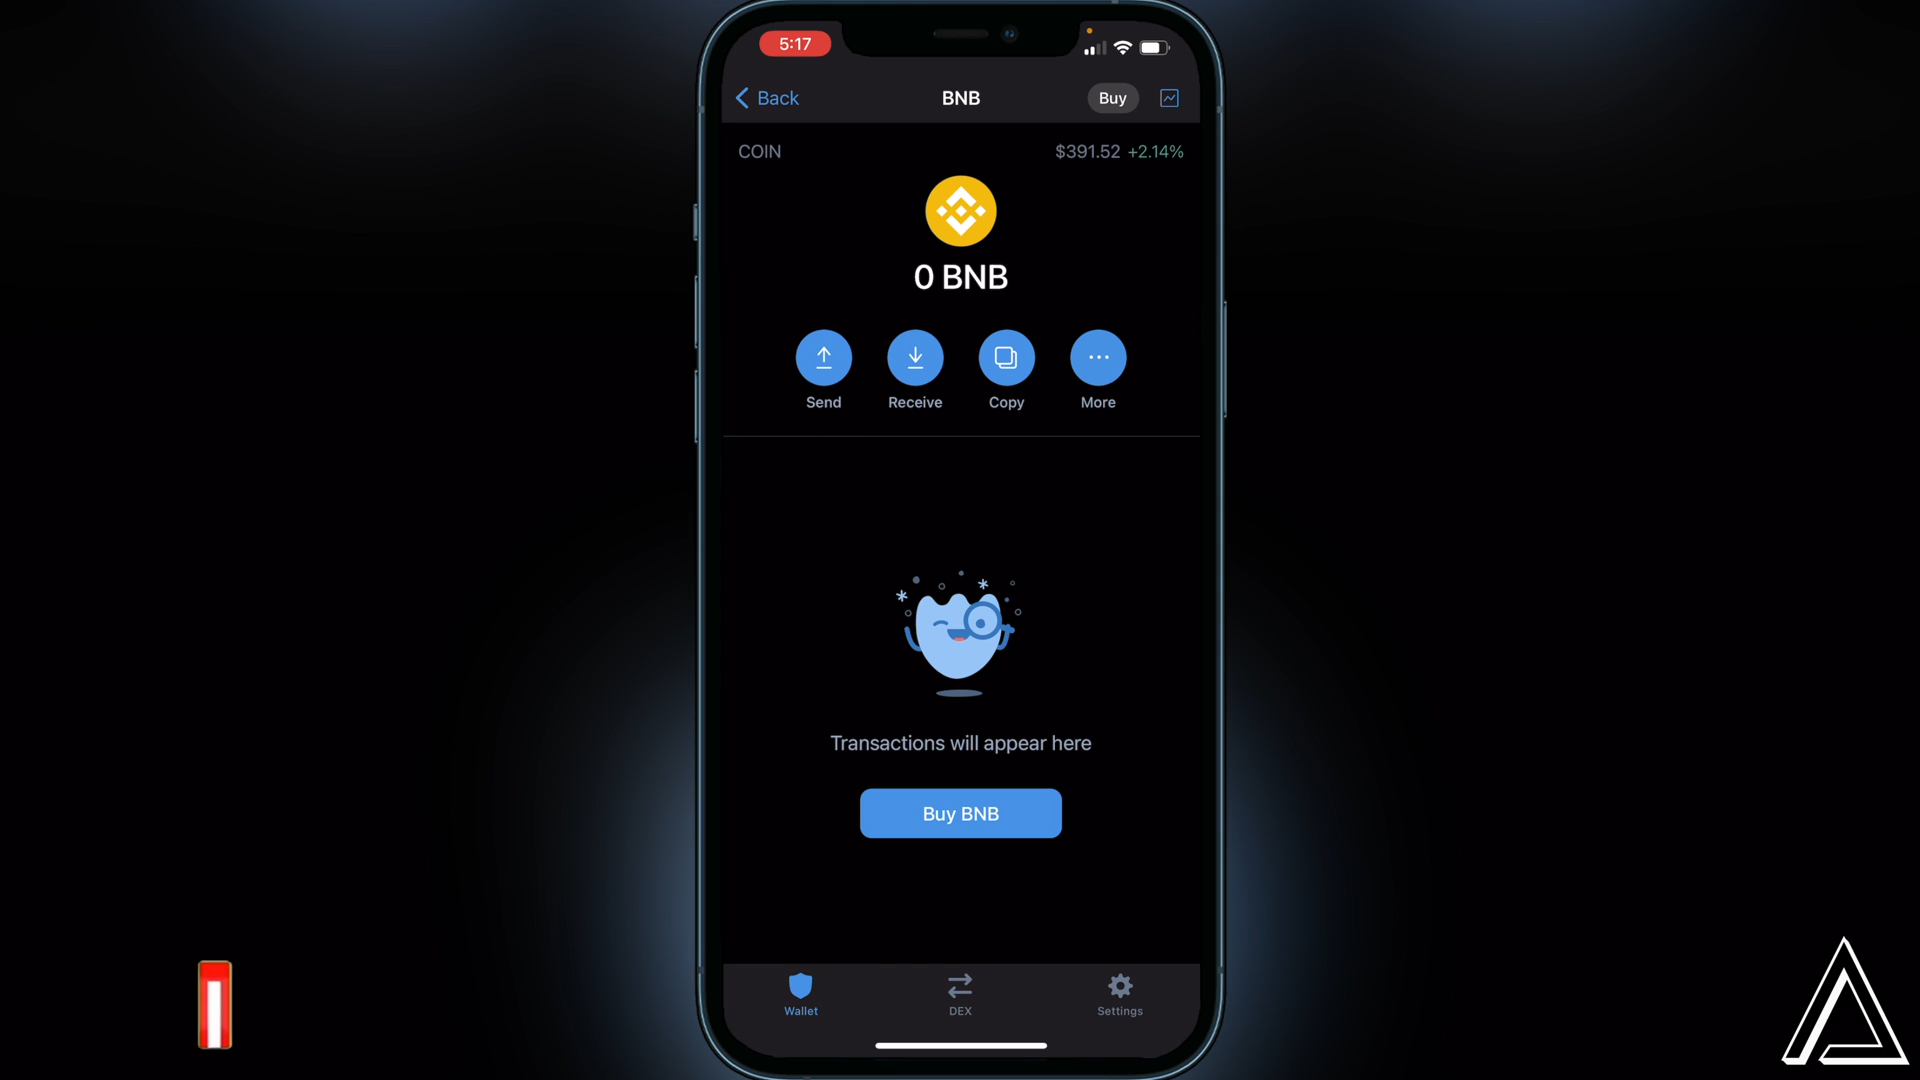 5:17
Back
BNB
Buy
COIN
$391.52 +2.14%
0 BNB
Send
Receive
Copy
More
Transactions will appear here
Buy BNB
Wallet
DEX
Settings